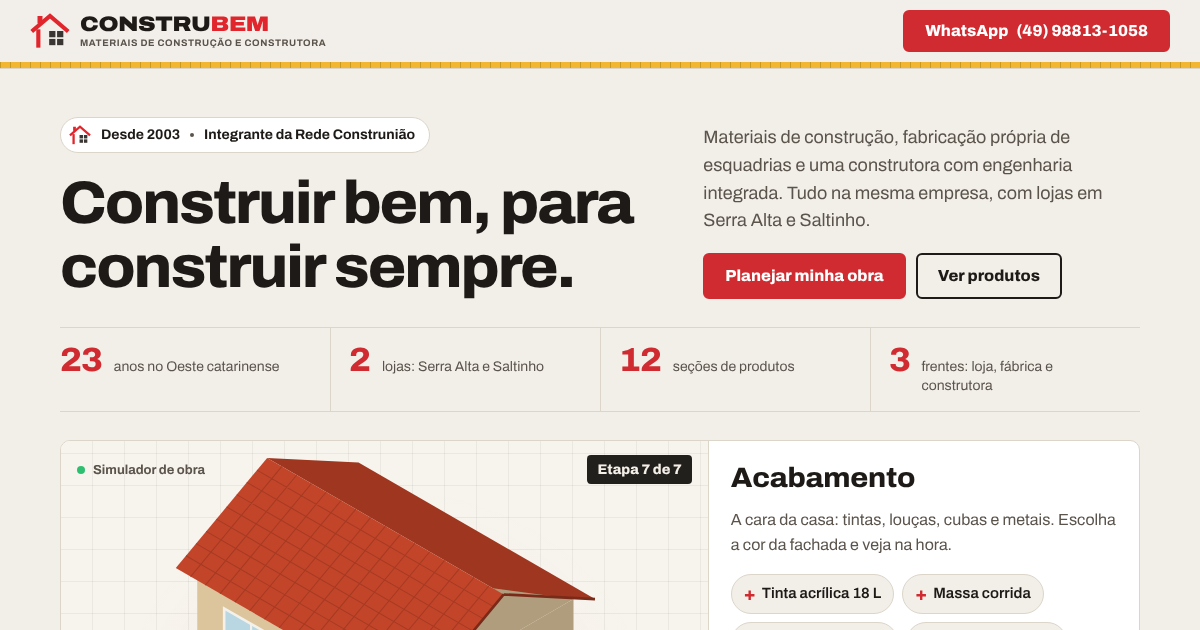 CONSTRUBEM
MATERIAIS DE CONSTRUÇÃO E CONSTRUTORA
WhatsApp (49) 98813-1058
Desde 2003 • Integrante da Rede Construnião
Construir bem, para
construir sempre.
Materiais de construção, fabricação própria de
esquadrias e uma construtora com engenharia
integrada. Tudo na mesma empresa, com lojas em
Serra Alta e Saltinho.
Planejar minha obra
Ver produtos
23 anos no Oeste catarinense
2 lojas: Serra Alta e Saltinho
12 seções de produtos
3 frentes: loja, fábrica e
construtora
Simulador de obra
Etapa 7 de 7
Acabamento
A cara da casa: tintas, louças, cubas e metais. Escolha
a cor da fachada e veja na hora.
+ Tinta acrílica 18 L
+ Massa corrida